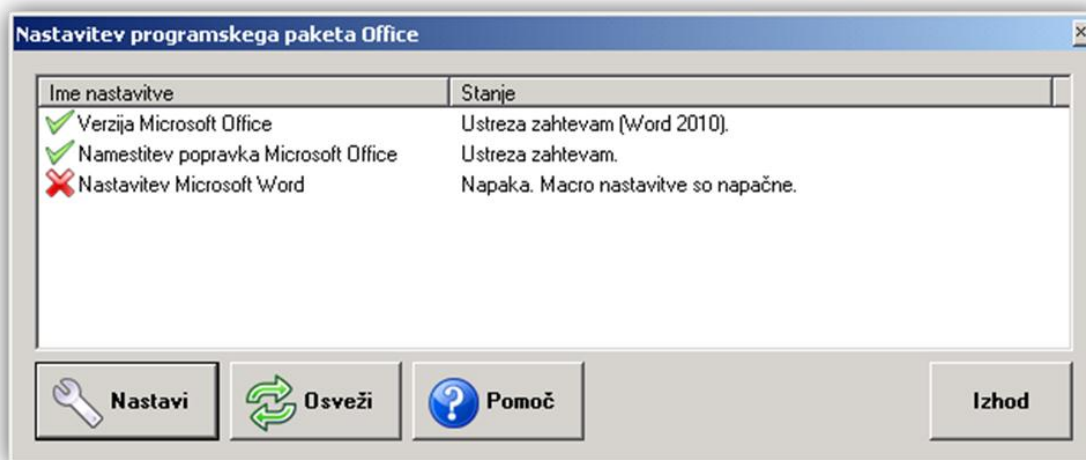 Nastavitev programskega paketa Office
Ime nastavitve Stanje
Verzija Microsoft Office Ustreza zahtevam (Word 2010).
Namestitev popravka Microsoft Office Ustreza zahtevam.
Nastavitev Microsoft Word Napaka. Macro nastavitve so napačne.
Nastavi Osveži Pomoč Izhod